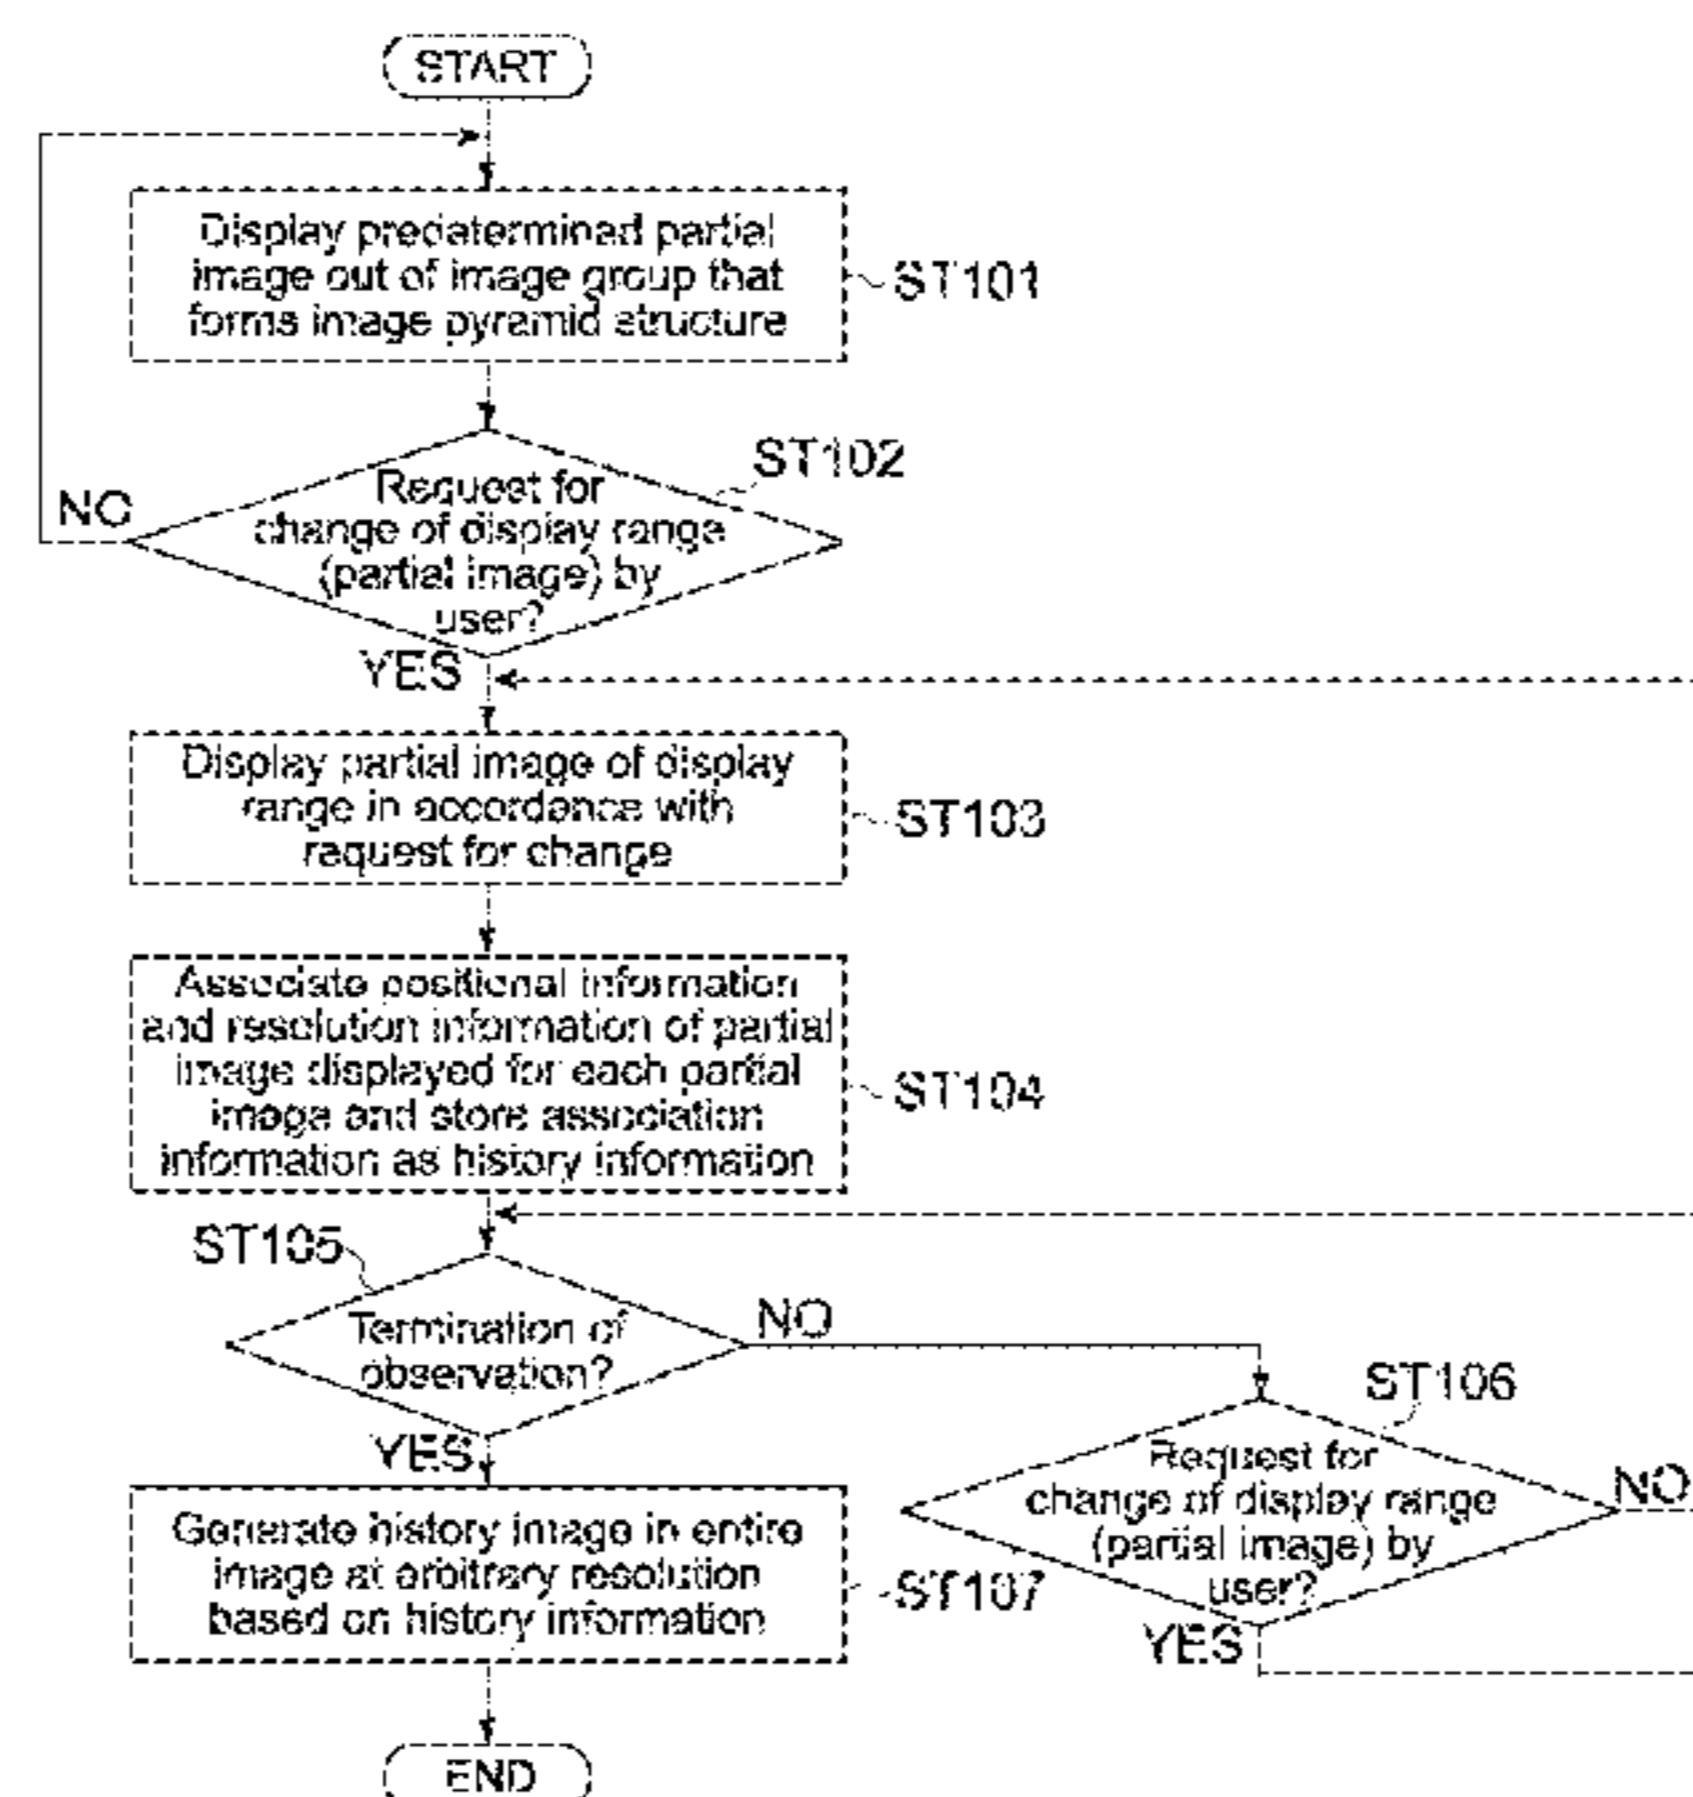 START
Display predetermined partial
image out of image group that
forms image pyramid structure
ST101
ST102
Request for
change of display range
(partial image) by
user?
NO
YES
Display partial image of display
range in accordance with
request for change
ST103
Associate positional information
and resolution information of partial
image displayed for each partial
image and store association
information as history information
ST104
ST105
Termination of
observation?
NO
YES
ST106
Request for
change of display range
(partial image) by
user?
NO
YES
Generate history image in entire
image at arbitrary resolution
based on history information
ST107
END